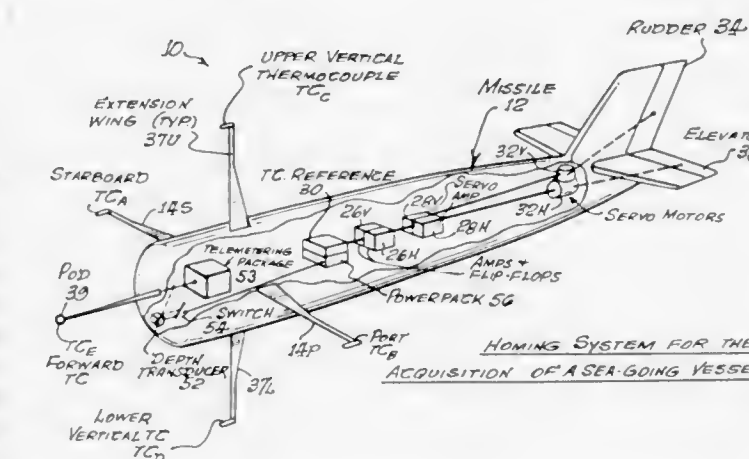 RUDDER 34
10
UPPER VERTICAL
THERMOCOUPLE
TCC
MISSILE
12
EXTENSION
WING (TYP.)
37U
ELEVATO
3
STARBOARD
TCA
TC. REFERENCE
30
32V
14S
26V
28V
SERVO
AMP
32H
28H
SERVO MOTORS
TELEMETERING
PACKAGE
53
26H
AMPS &
FLIP-FLOPS
POD
39
POWERPACK 56
SWITCH
54
14P
PORT
TCB
TCE
FORWARD
TC
DEPTH
TRANSDUCER
52
37L
HOMING SYSTEM FOR THE
ACQUISITION OF A SEA-GOING VESSE
LOWER
VERTICAL TC
TCD